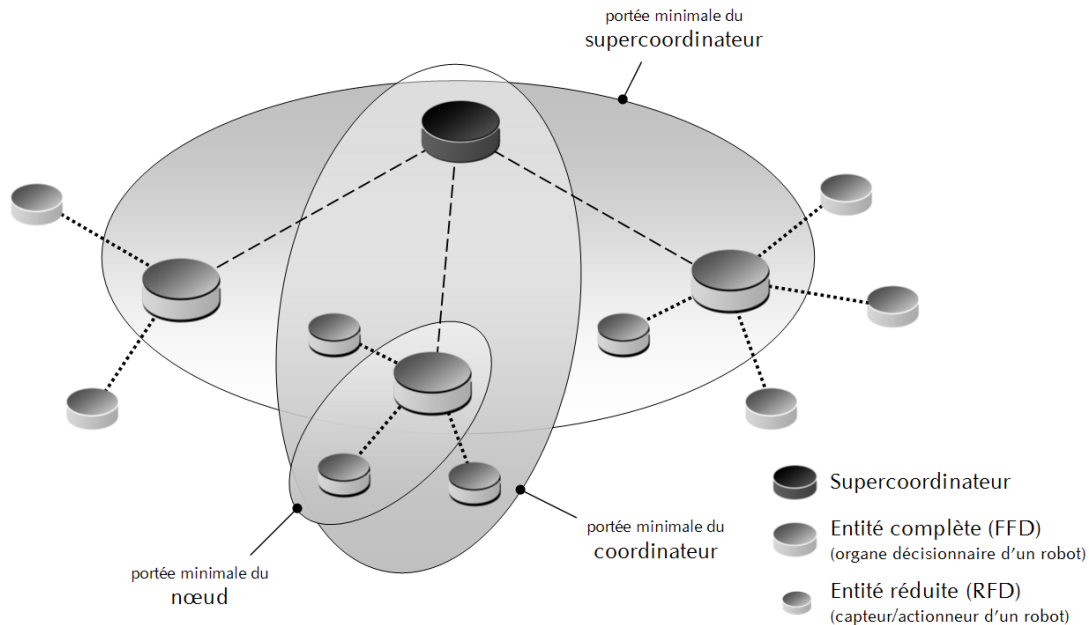 portée minimale du
supercoordinateur
Supercoordinateur
Entité complète (FFD)
(organe décisionnaire d'un robot)
portée minimale du
coordinateur
portée minimale du
nœud
Entité réduite (RFD)
(capteur/actionneur d'un robot)